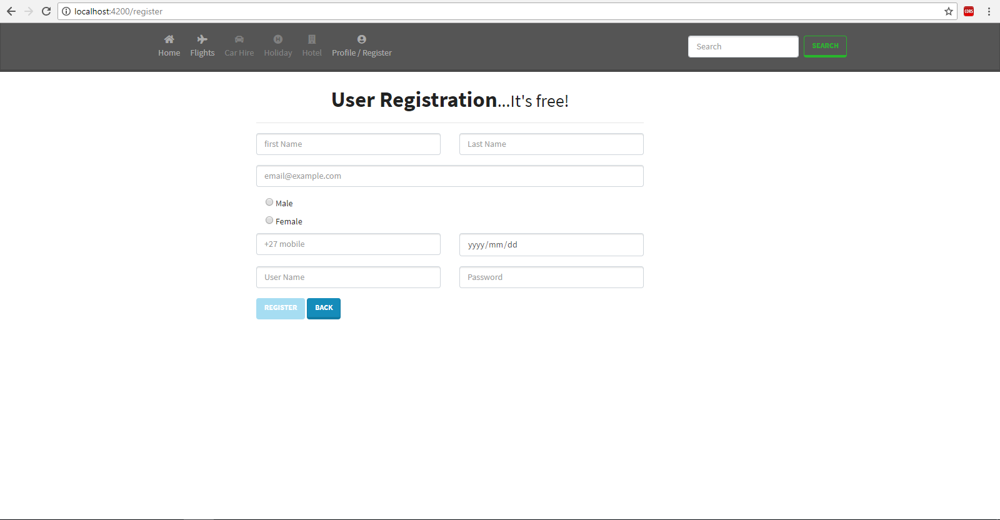 localhost:4200/register
CORS
Home Flights Car Hire Holiday Hotel Profile / Register Search SEARCH
User Registration...It's free!
first Name Last Name
email@example.com
Male
Female
+27 mobile yyyy/mm/dd
User Name Password
REGISTER BACK